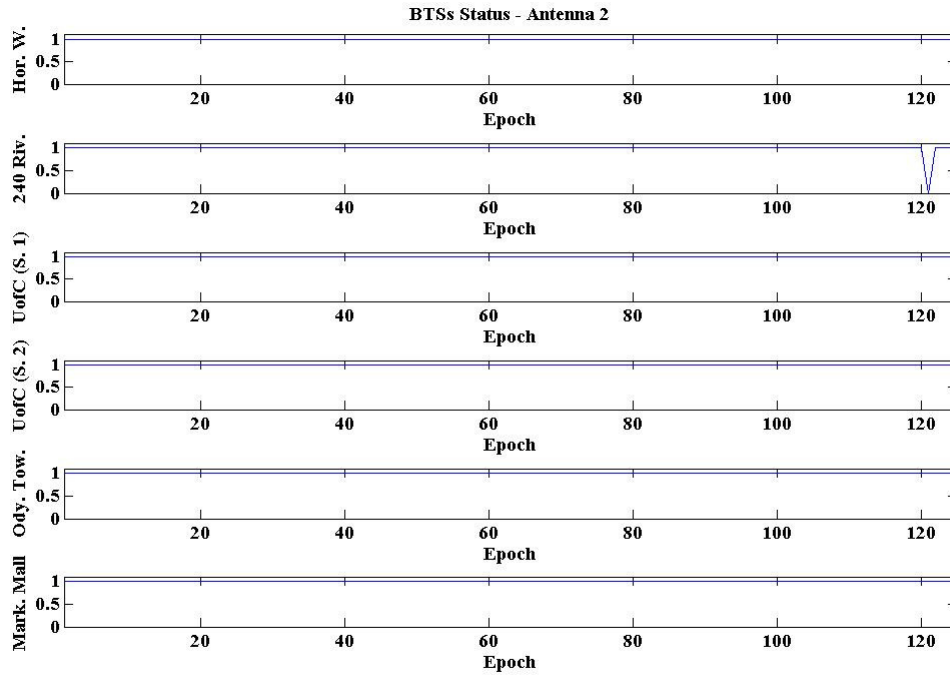 BTSs Status - Antenna 2
Hor. W.
1
0.5
0
20 40 60 80 100 120
Epoch
240 Riv.
1
0.5
0
20 40 60 80 100 120
Epoch
UofC (S. 1)
1
0.5
0
20 40 60 80 100 120
Epoch
UofC (S. 2)
1
0.5
0
20 40 60 80 100 120
Epoch
Ody. Tow.
1
0.5
0
20 40 60 80 100 120
Epoch
Mark. Mall
1
0.5
0
20 40 60 80 100 120
Epoch